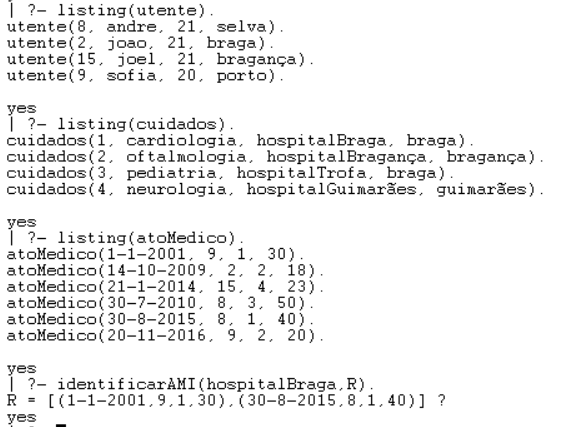 | ?- listing(utente).
utente(8, andre, 21, selva).
utente(2, joao, 21, braga).
utente(15, joel, 21, bragança).
utente(9, sofia, 20, porto).
yes
| ?- listing(cuidados).
cuidados(1, cardiologia, hospitalBraga, braga).
cuidados(2, oftalmologia, hospitalBragança, bragança).
cuidados(3, pediatria, hospitalTrofa, braga).
cuidados(4, neurologia, hospitalGuimarães, guimarães).
yes
| ?- listing(atoMedico).
atoMedico(1-1-2001, 9, 1, 30).
atoMedico(14-10-2009, 2, 2, 18).
atoMedico(21-1-2014, 15, 4, 23).
atoMedico(30-7-2010, 8, 3, 50).
atoMedico(30-8-2015, 8, 1, 40).
atoMedico(20-11-2016, 9, 2, 20).
yes
| ?- identificarAMI(hospitalBraga,R).
R = [(1-1-2001,9,1,30),(30-8-2015,8,1,40)] ?
yes